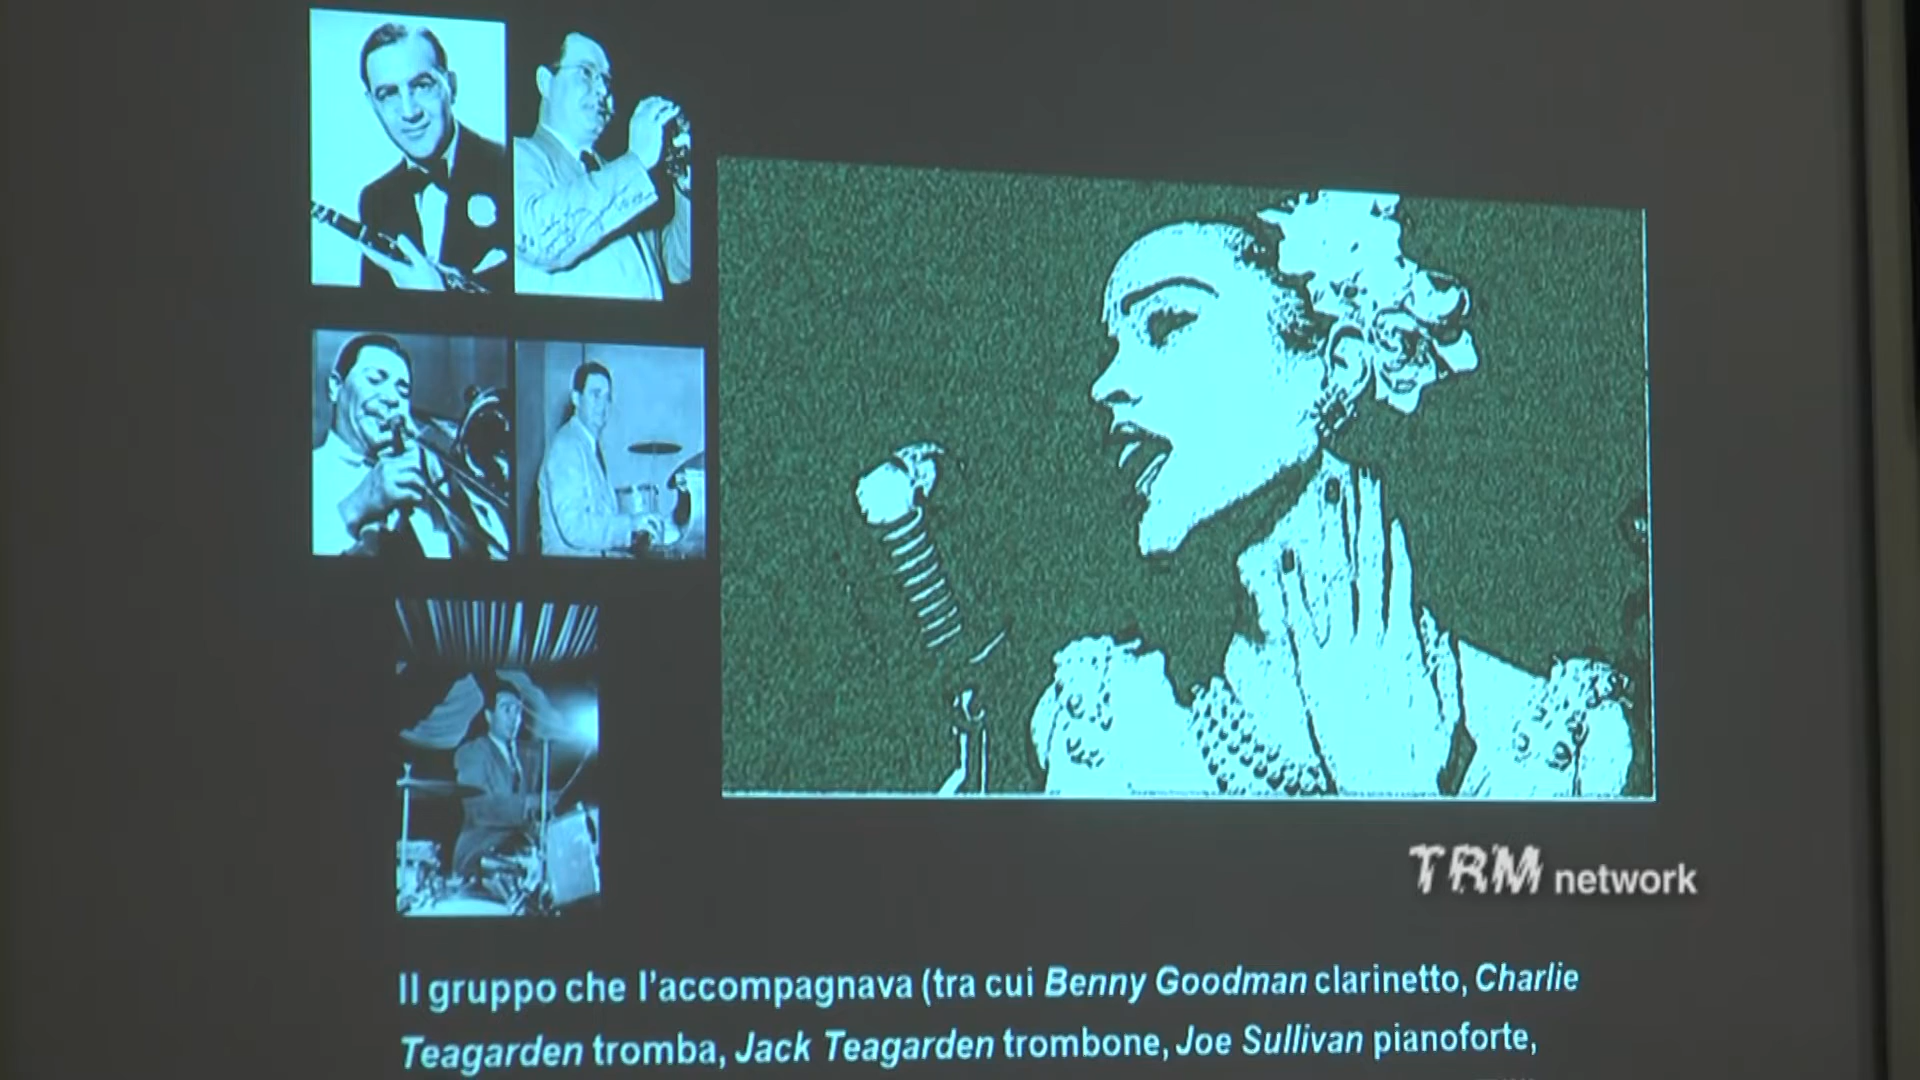 TRM network
Il gruppo che l'accompagnava (tra cui Benny Goodman clarinetto, Charlie
Teagarden tromba, Jack Teagarden trombone, Joe Sullivan pianoforte,